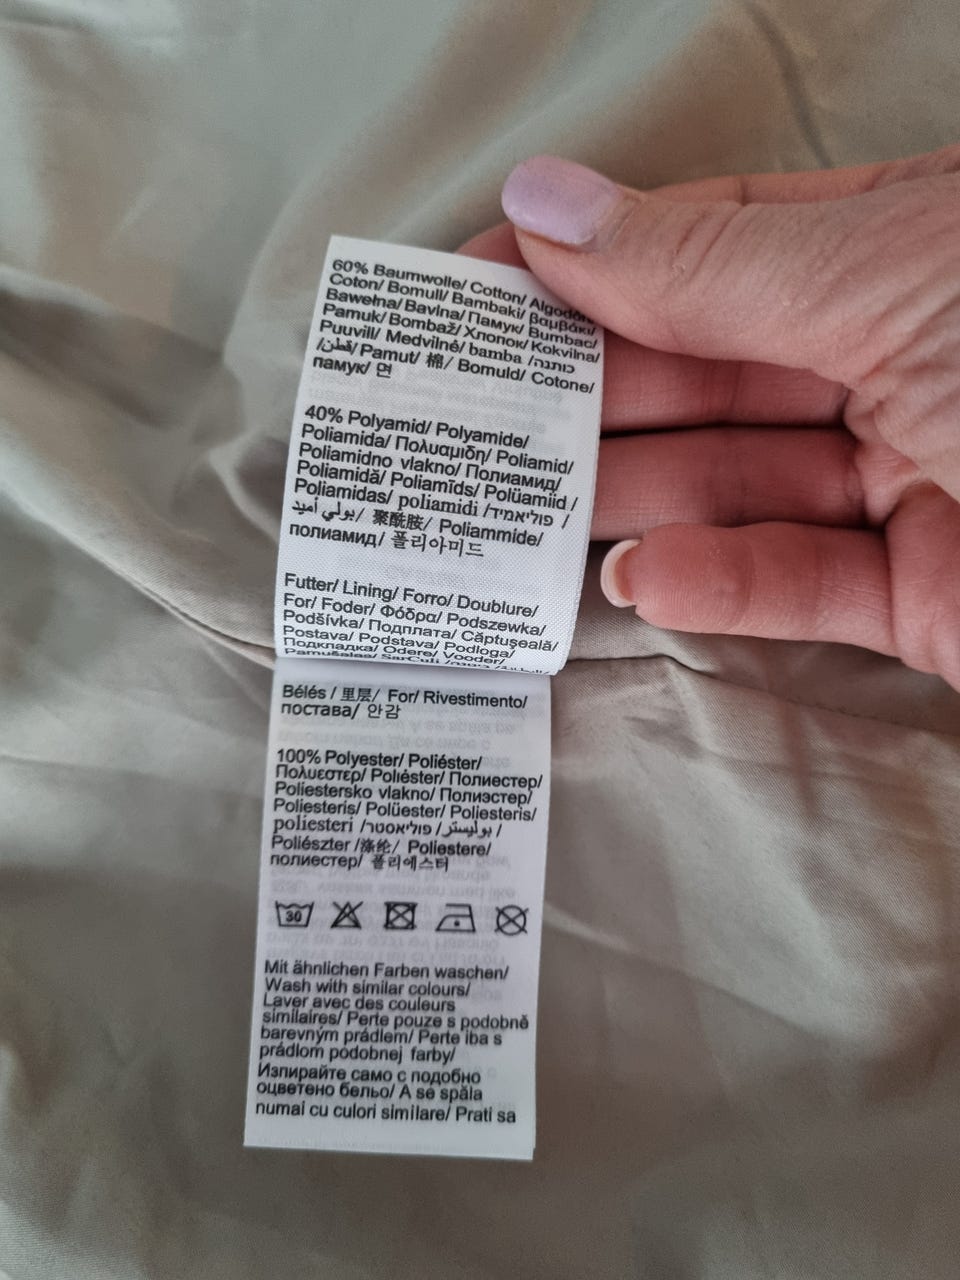 60% Baumwolle/ Cotton/ Algodón/
Coton/ Bomull/ Bambaki/ βαμβάκι/
Bawełna/ Bavlna/ Памук/ Bumbac/
Pamuk/ Bombaž/ Хлопок/ Kokvilna/
Puuvill/ Medvilnė/ bamba /כותנה
/قطن/ Pamut/ 棉/ Bomuld/ Cotone/
памук/ 면
40% Polyamid/ Polyamide/
Poliamida/ Πολυαμιδη/ Poliamid/
Poliamidno vlakno/ Полиамид/
Poliamidă/ Poliamīds/ Polüamiid /
Poliamidas/ poliamidi /פוליאמיד /
بولي أميد/ 聚酰胺/ Poliammide/
полиамид/ 폴리아미드
Futter/ Lining/ Forro/ Doublure/
For/ Foder/ Φόδρα/ Podszewka/
Podšívka/ Подплата/ Căptuşeală/
Postava/ Podstava/ Podloga/
Подкладка/ Odere/ Vooder/
Bélés / 里层/ For/ Rivestimento/
постава/ 안감
100% Polyester/ Poliéster/
Πολυεστερ/ Poliéster/ Полиестер/
Poliestersko vlakno/ Полиэстер/
Poliesteris/ Polüester/ Poliesteris/
poliesteri /פוליאסטר /بوليستر /
Poliészter /涤纶/ Poliestere/
полиестер/ 폴리에스터
30
Mit ähnlichen Farben waschen/
Wash with similar colours/
Laver avec des couleurs
similaires/ Perte pouze s podobně
barevným prádlem/ Perte iba s
prádlom podobnej farby/
Изпирайте само с подобно
оцветено бельо/ A se spăla
numai cu culori similare/ Prati sa